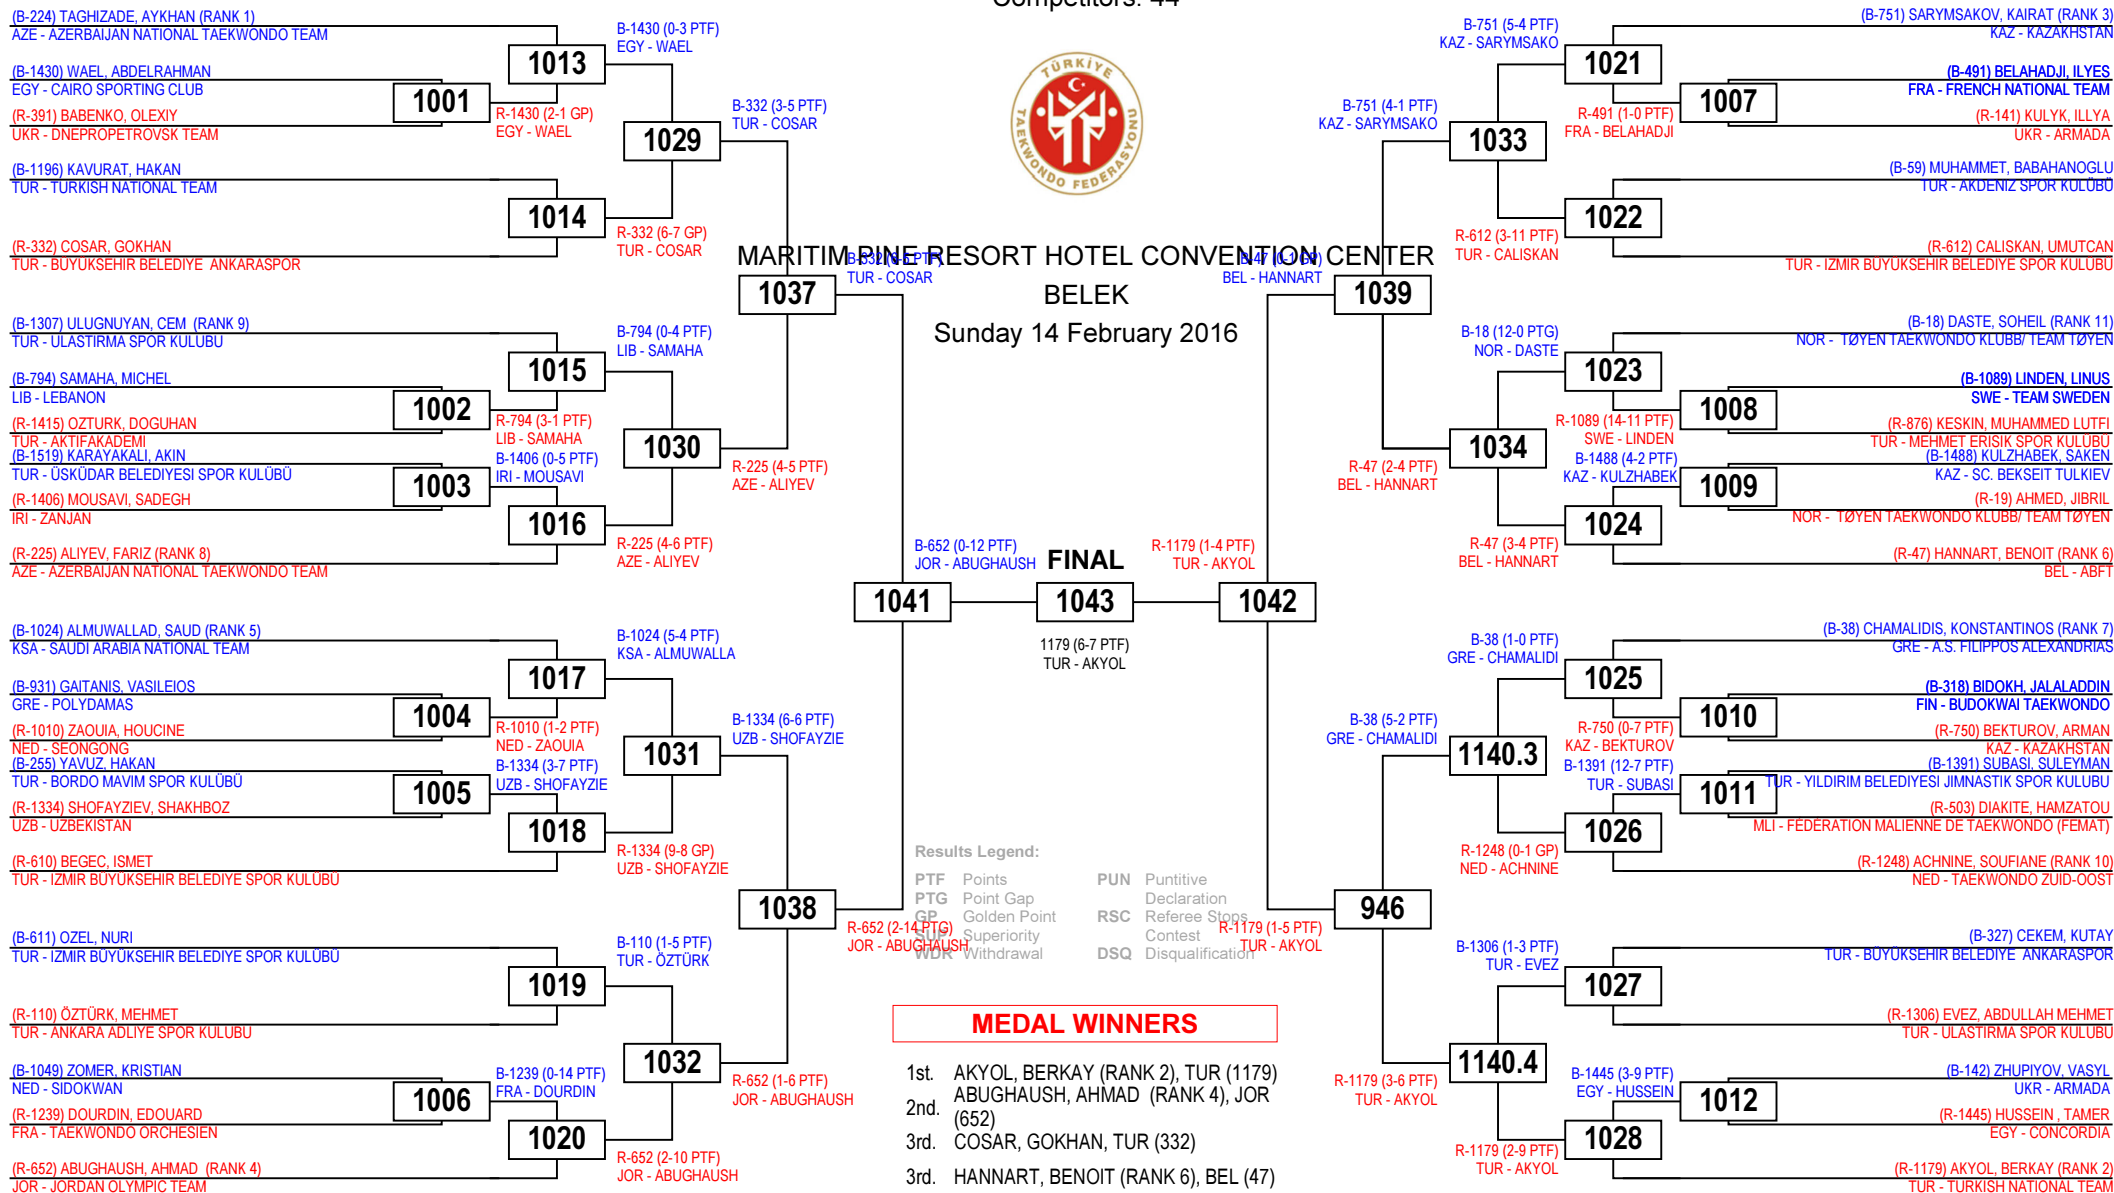 Competitors: 44
(B-224) TAGHIZADE, AYKHAN (RANK 1)
AZE - AZERBAIJAN NATIONAL TAEKWONDO TEAM
(B-1430) WAEL, ABDELRAHMAN
EGY - CAIRO SPORTING CLUB
(R-391) BABENKO, OLEXIY
UKR - DNEPROPETROVSK TEAM
(B-1196) KAVURAT, HAKAN
TUR - TURKISH NATIONAL TEAM
(R-332) COSAR, GOKHAN
TUR - BUYUKSEHIR BELEDIYE ANKARASPOR
(B-1307) ULUGNUYAN, CEM (RANK 9)
TUR - ULASTIRMA SPOR KULUBU
(B-794) SAMAHA, MICHEL
LIB - LEBANON
(R-1415) OZTURK, DOGUHAN
TUR - AKTIFAKADEMI
(B-1519) KARAYAKALI, AKIN
TUR - ÜSKÜDAR BELEDIYESI SPOR KULÜBÜ
(R-1406) MOUSAVI, SADEGH
IRI - ZANJAN
(R-225) ALIYEV, FARIZ (RANK 8)
AZE - AZERBAIJAN NATIONAL TAEKWONDO TEAM
(B-1024) ALMUWALLAD, SAUD (RANK 5)
KSA - SAUDI ARABIA NATIONAL TEAM
(B-931) GAITANIS, VASILEIOS
GRE - POLYDAMAS
(R-1010) ZAOUIA, HOUCINE
NED - SEONGONG
(B-255) YAVUZ, HAKAN
TUR - BORDO MAVIM SPOR KULÜBÜ
(R-1334) SHOFAYZIEV, SHAKHBOZ
UZB - UZBEKISTAN
(R-610) BEGEC, ISMET
TUR - IZMIR BÜYÜKSEHIR BELEDIYE SPOR KULÜBÜ
(B-611) OZEL, NURI
TUR - IZMIR BÜYÜKSEHIR BELEDIYE SPOR KULÜBÜ
(R-110) ÖZTÜRK, MEHMET
TUR - ANKARA ADLIYE SPOR KULUBU
(B-1049) ZOMER, KRISTIAN
NED - SIDOKWAN
(R-1239) DOURDIN, EDOUARD
FRA - TAEKWONDO ORCHESIEN
(R-652) ABUGHAUSH, AHMAD (RANK 4)
JOR - JORDAN OLYMPIC TEAM
1001
1002
1003
1004
1005
1006
R-1430 (2-1 GP)
EGY - WAEL
R-794 (3-1 PTF)
LIB - SAMAHA
B-1406 (0-5 PTF)
IRI - MOUSAVI
R-1010 (1-2 PTF)
NED - ZAOUIA
B-1334 (3-7 PTF)
UZB - SHOFAYZIE
B-1239 (0-14 PTF)
FRA - DOURDIN
1013
1014
1015
1016
1017
1018
1019
1020
B-1430 (0-3 PTF)
EGY - WAEL
R-332 (6-7 GP)
TUR - COSAR
B-794 (0-4 PTF)
LIB - SAMAHA
R-225 (4-6 PTF)
AZE - ALIYEV
B-1024 (5-4 PTF)
KSA - ALMUWALLA
R-1334 (9-8 GP)
UZB - SHOFAYZIE
B-110 (1-5 PTF)
TUR - ÖZTÜRK
R-652 (2-10 PTF)
JOR - ABUGHAUSH
1029
1030
1031
1032
B-332 (3-5 PTF)
TUR - COSAR
R-225 (4-5 PTF)
AZE - ALIYEV
B-1334 (6-6 PTF)
UZB - SHOFAYZIE
R-652 (1-6 PTF)
JOR - ABUGHAUSH
1037
1038
TUR - COSAR
R-652 (2-14 PTG)
JOR - ABUGHAUSH
1041
B-652 (0-12 PTF)
JOR - ABUGHAUSH
TÜRKİYE
TAEKWONDO FEDERASYONU
MARITIM PINE RESORT HOTEL CONVENTION CENTER
BELEK
Sunday 14 February 2016
FINAL
1043
1179 (6-7 PTF)
TUR - AKYOL
R-1179 (1-4 PTF)
TUR - AKYOL
1042
B-47 (0-1 GP)
BEL - HANNART
R-1179 (1-5 PTF)
TUR - AKYOL
1039
946
B-751 (4-1 PTF)
KAZ - SARYMSAKO
R-47 (2-4 PTF)
BEL - HANNART
B-38 (5-2 PTF)
GRE - CHAMALIDI
R-1179 (3-6 PTF)
TUR - AKYOL
1033
1034
1140.3
1140.4
B-751 (5-4 PTF)
KAZ - SARYMSAKO
R-612 (3-11 PTF)
TUR - CALISKAN
B-18 (12-0 PTG)
NOR - DASTE
R-47 (3-4 PTF)
BEL - HANNART
B-38 (1-0 PTF)
GRE - CHAMALIDI
R-1248 (0-1 GP)
NED - ACHNINE
B-1306 (1-3 PTF)
TUR - EVEZ
R-1179 (2-9 PTF)
TUR - AKYOL
1021
1022
1023
1024
1025
1026
1027
1028
R-491 (1-0 PTF)
FRA - BELAHADJI
R-1089 (14-11 PTF)
SWE - LINDEN
B-1488 (4-2 PTF)
KAZ - KULZHABEK
R-750 (0-7 PTF)
KAZ - BEKTUROV
B-1391 (12-7 PTF)
TUR - SUBASI
B-1445 (3-9 PTF)
EGY - HUSSEIN
1007
1008
1009
1010
1011
1012
(B-751) SARYMSAKOV, KAIRAT (RANK 3)
KAZ - KAZAKHSTAN
(B-491) BELAHADJI, ILYES
FRA - FRENCH NATIONAL TEAM
(R-141) KULYK, ILLYA
UKR - ARMADA
(B-59) MUHAMMET, BABAHANOGLU
TUR - AKDENIZ SPOR KULÜBÜ
(R-612) CALISKAN, UMUTCAN
TUR - IZMIR BÜYÜKSEHIR BELEDIYE SPOR KULÜBÜ
(B-18) DASTE, SOHEIL (RANK 11)
NOR - TØYEN TAEKWONDO KLUBB/ TEAM TØYEN
(B-1089) LINDEN, LINUS
SWE - TEAM SWEDEN
(R-876) KESKIN, MUHAMMED LUTFI
TUR - MEHMET ERISIK SPOR KULÜBÜ
(B-1488) KULZHABEK, SAKEN
KAZ - SC. BEKSEIT TULKIEV
(R-19) AHMED, JIBRIL
NOR - TØYEN TAEKWONDO KLUBB/ TEAM TØYEN
(R-47) HANNART, BENOIT (RANK 6)
BEL - ABFT
(B-38) CHAMALIDIS, KONSTANTINOS (RANK 7)
GRE - A.S. FILIPPOS ALEXANDRIAS
(B-318) BIDOKH, JALALADDIN
FIN - BUDOKWAI TAEKWONDO
(R-750) BEKTUROV, ARMAN
KAZ - KAZAKHSTAN
(B-1391) SUBASI, SULEYMAN
TUR - YILDIRIM BELEDIYESI JIMNASTIK SPOR KULUBU
(R-503) DIAKITE, HAMZATOU
MLI - FÉDÉRATION MALIENNE DE TAEKWONDO (FEMAT)
(R-1248) ACHNINE, SOUFIANE (RANK 10)
NED - TAEKWONDO ZUID-OOST
(B-327) CEKEM, KUTAY
TUR - BÜYÜKSEHIR BELEDIYE ANKARASPOR
(R-1306) EVEZ, ABDULLAH MEHMET
TUR - ULASTIRMA SPOR KULUBU
(B-142) ZHUPIYOV, VASYL
UKR - ARMADA
(R-1445) HUSSEIN , TAMER
EGY - CONCORDIA
(R-1179) AKYOL, BERKAY (RANK 2)
TUR - TURKISH NATIONAL TEAM
Results Legend:
PTF Points
PTG Point Gap
GP Golden Point
SUP Superiority
WDR Withdrawal
PUN Puntitive
Declaration
RSC Referee Stops
Contest
DSQ Disqualification
MEDAL WINNERS
1st. AKYOL, BERKAY (RANK 2), TUR (1179)
2nd. ABUGHAUSH, AHMAD (RANK 4), JOR
(652)
3rd. COSAR, GOKHAN, TUR (332)
3rd. HANNART, BENOIT (RANK 6), BEL (47)